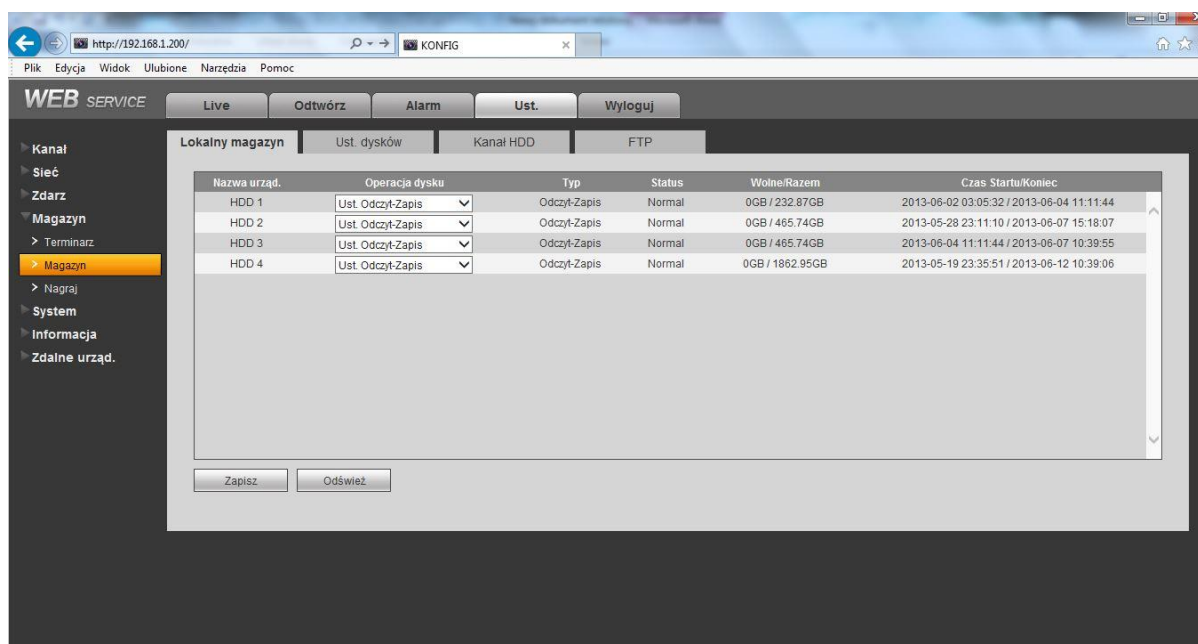 http://192.168.1.200/
KONFIG
Plik Edycja Widok Ulubione Narzędzia Pomoc
WEB SERVICE
Live Odtwórz Alarm Ust. Wyloguj
Lokalny magazyn Ust. dysków Kanał HDD FTP
Kanał
Sieć
Zdarz
Magazyn
> Terminarz
> Magazyn
> Nagraj
System
Informacja
Zdalne urząd.
Nazwa urząd. Operacja dysku Typ Status Wolne/Razem Czas Startu/Koniec
HDD 1 Ust. Odczyt-Zapis Odczyt-Zapis Normal 0GB / 232.87GB 2013-06-02 03:05:32 / 2013-06-04 11:11:44
HDD 2 Ust. Odczyt-Zapis Odczyt-Zapis Normal 0GB / 465.74GB 2013-05-28 23:11:10 / 2013-06-07 15:18:07
HDD 3 Ust. Odczyt-Zapis Odczyt-Zapis Normal 0GB / 465.74GB 2013-06-04 11:11:44 / 2013-06-07 10:39:55
HDD 4 Ust. Odczyt-Zapis Odczyt-Zapis Normal 0GB / 1862.95GB 2013-05-19 23:35:51 / 2013-06-12 10:39:06
Zapisz Odśwież